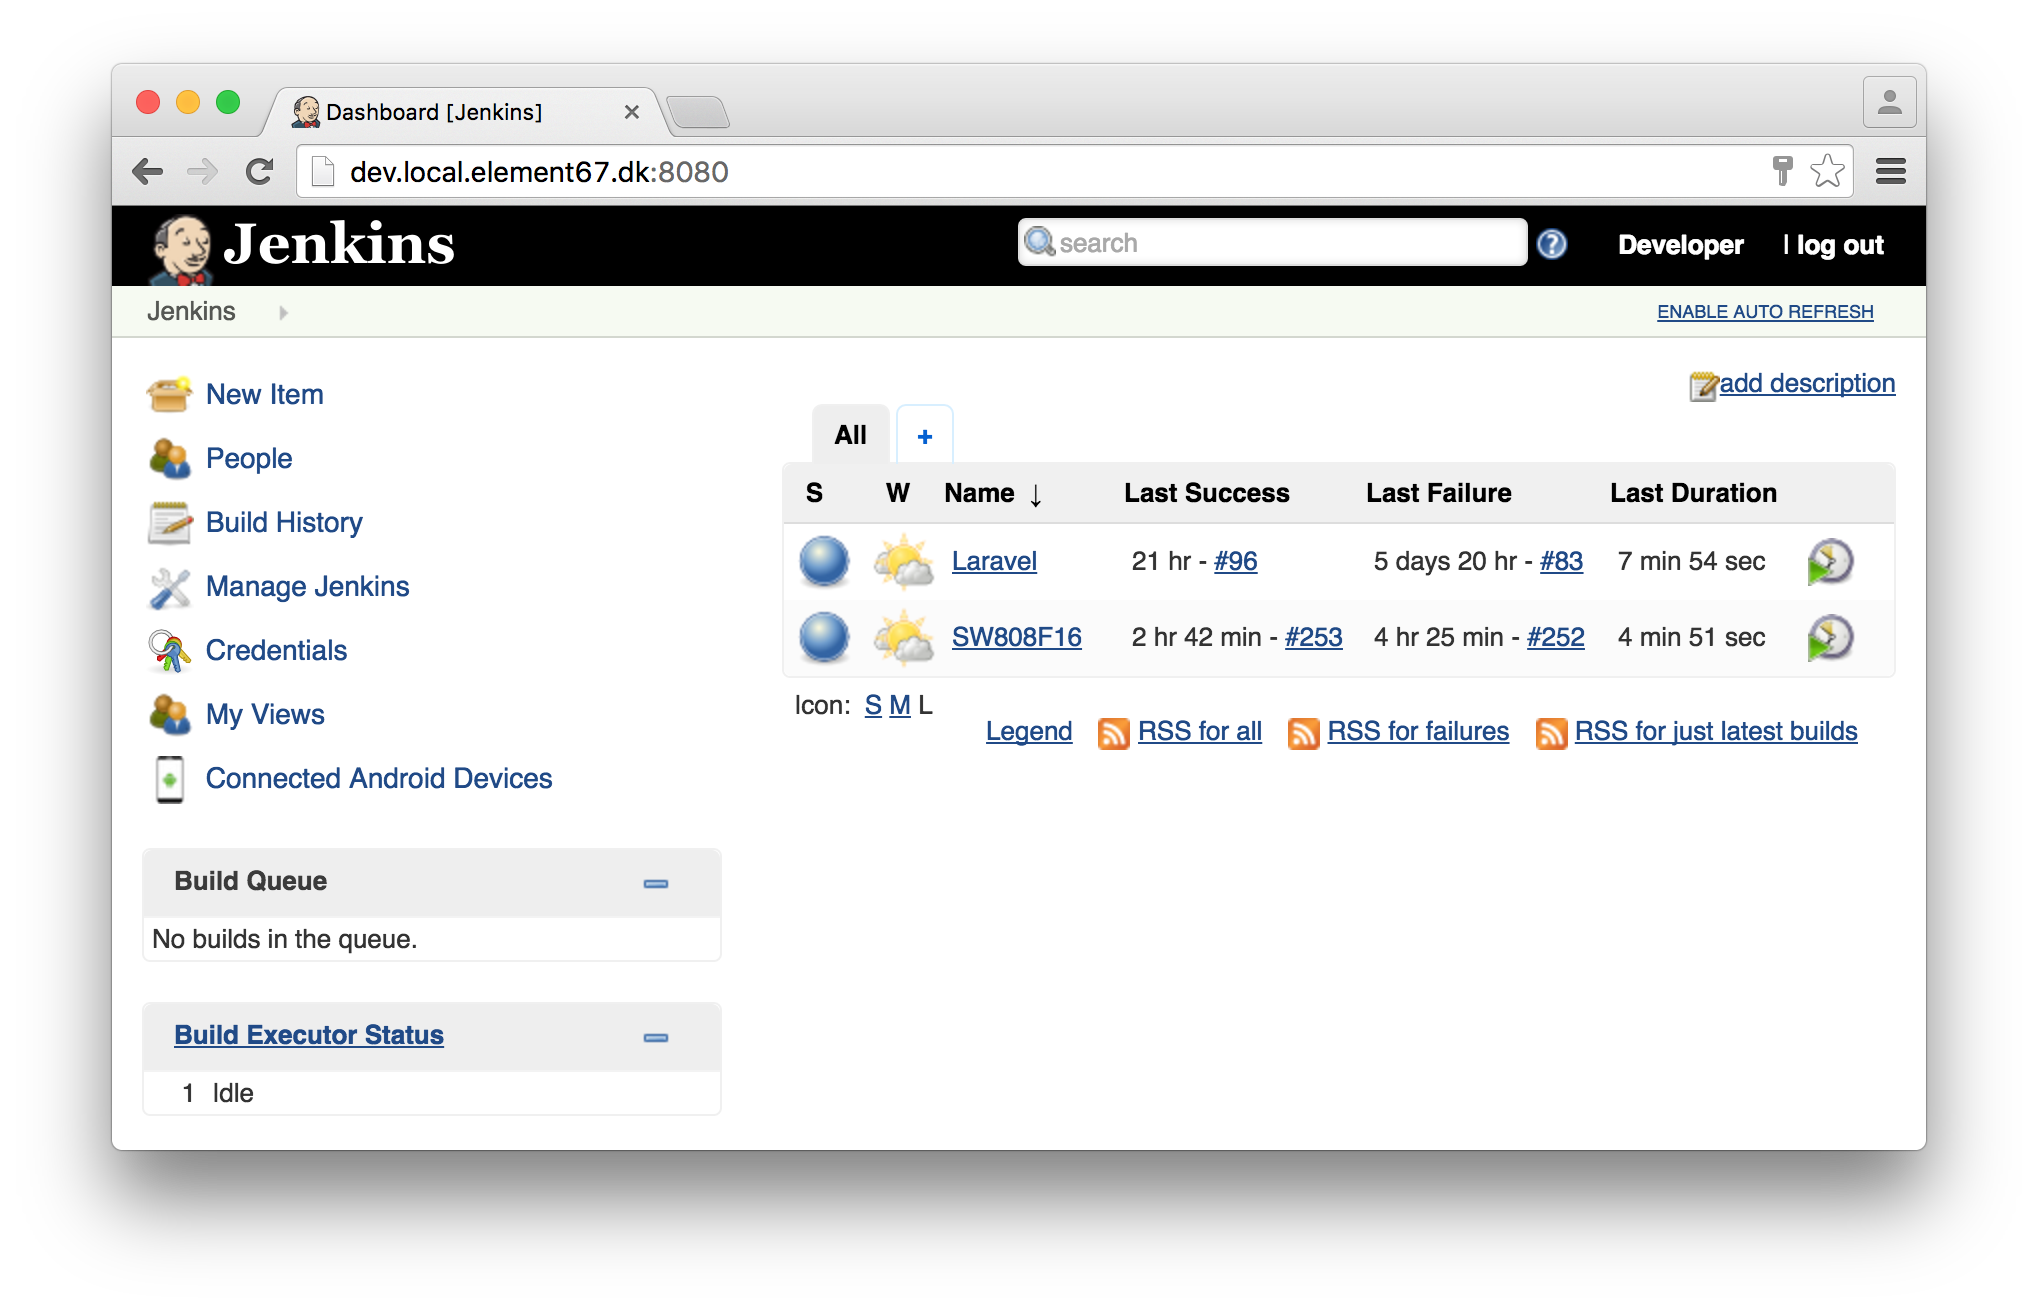 Dashboard [Jenkins]
dev.local.element67.dk:8080
Jenkins
search
Developer
| log out
Jenkins
ENABLE AUTO REFRESH
New Item
People
Build History
Manage Jenkins
Credentials
My Views
Connected Android Devices
Build Queue
No builds in the queue.
Build Executor Status
1 Idle
add description
All +
S W Name ↓ Last Success Last Failure Last Duration
Laravel 21 hr - #96 5 days 20 hr - #83 7 min 54 sec
SW808F16 2 hr 42 min - #253 4 hr 25 min - #252 4 min 51 sec
Icon: S M L
Legend RSS for all RSS for failures RSS for just latest builds